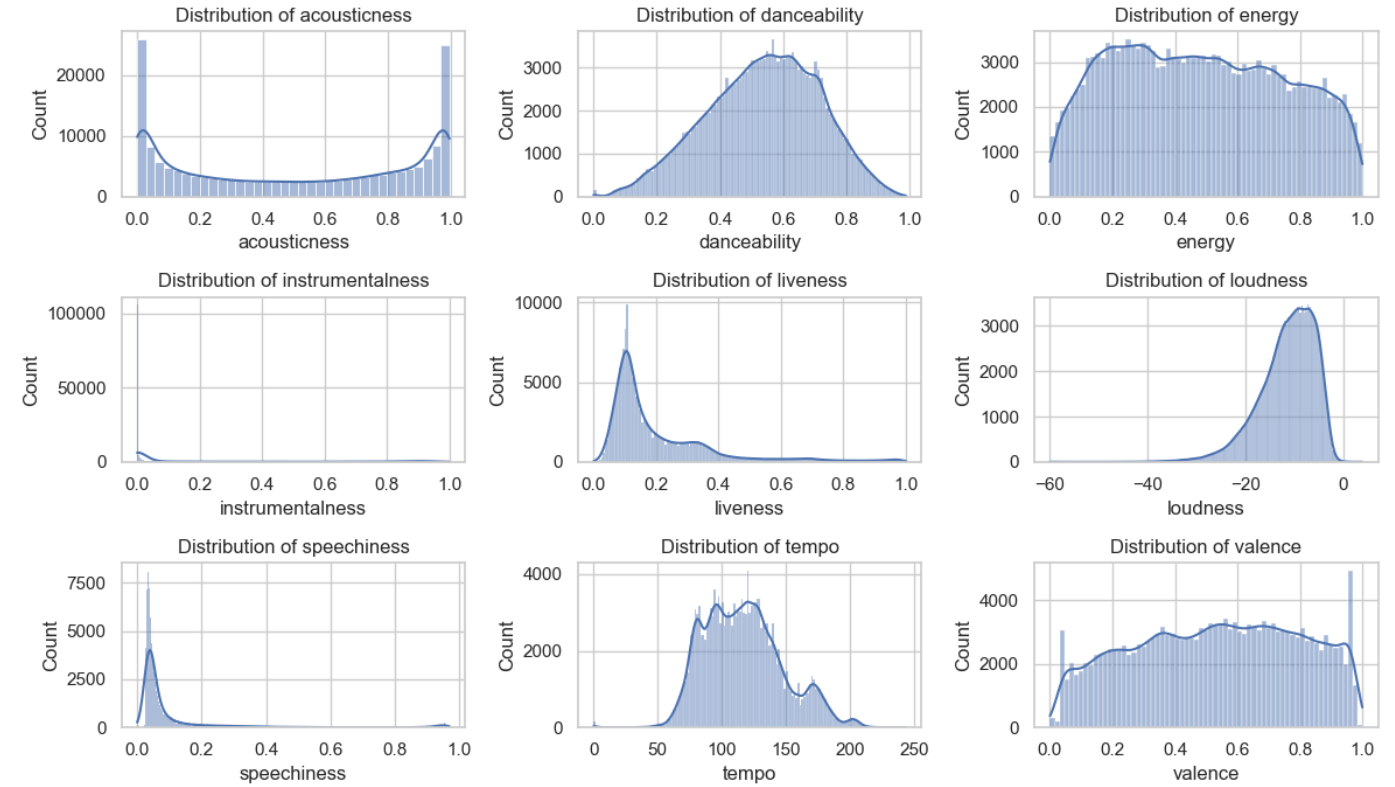 Distribution of acousticness
Count
20000
10000
0
0.0 0.2 0.4 0.6 0.8 1.0
acousticness
Distribution of danceability
Count
3000
2000
1000
0
0.0 0.2 0.4 0.6 0.8 1.0
danceability
Distribution of energy
Count
3000
2000
1000
0
0.0 0.2 0.4 0.6 0.8 1.0
energy
Distribution of instrumentalness
Count
100000
50000
0
0.0 0.2 0.4 0.6 0.8 1.0
instrumentalness
Distribution of liveness
Count
10000
5000
0
0.0 0.2 0.4 0.6 0.8 1.0
liveness
Distribution of loudness
Count
3000
2000
1000
0
−60 −40 −20 0
loudness
Distribution of speechiness
Count
7500
5000
2500
0
0.0 0.2 0.4 0.6 0.8 1.0
speechiness
Distribution of tempo
Count
4000
2000
0
0 50 100 150 200 250
tempo
Distribution of valence
Count
4000
2000
0
0.0 0.2 0.4 0.6 0.8 1.0
valence